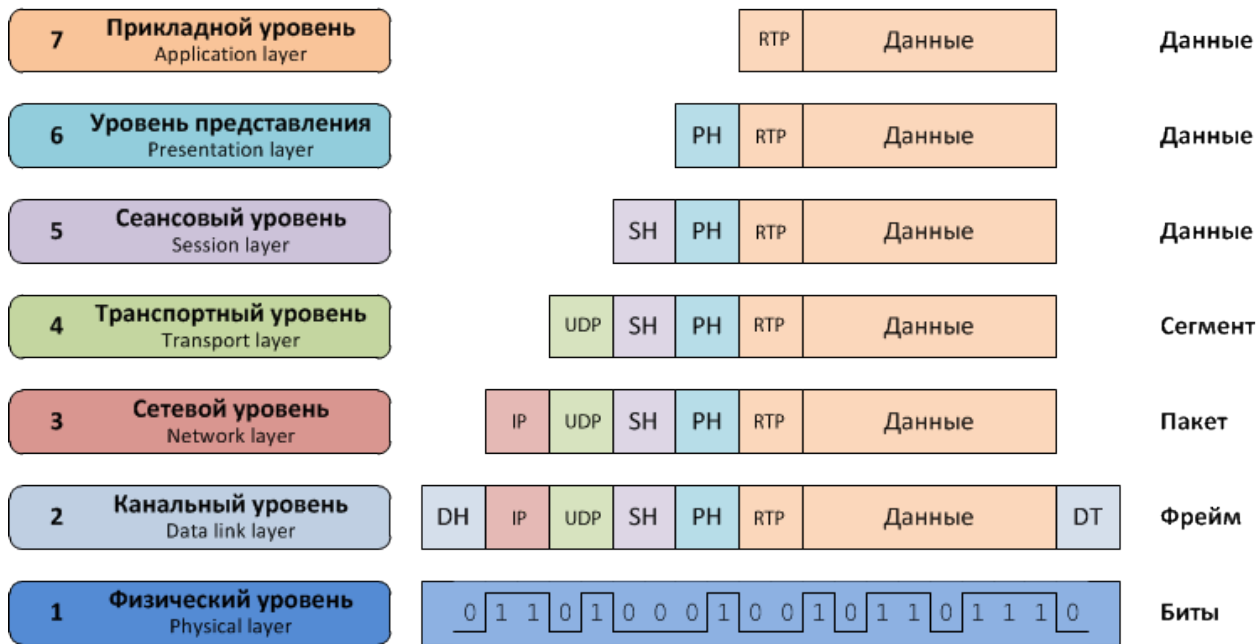 7 Прикладной уровень RTP Данные Данные
Application layer
6 Уровень представления PH RTP Данные Данные
Presentation layer
5 Сеансовый уровень SH PH RTP Данные Данные
Session layer
4 Транспортный уровень UDP SH PH RTP Данные Сегмент
Transport layer
3 Сетевой уровень IP UDP SH PH RTP Данные Пакет
Network layer
2 Канальный уровень DH IP UDP SH PH RTP Данные DT Фрейм
Data link layer
1 Физический уровень 0 1 1 0 1 0 0 0 1 0 0 1 0 1 1 0 1 1 1 0 Биты
Physical layer